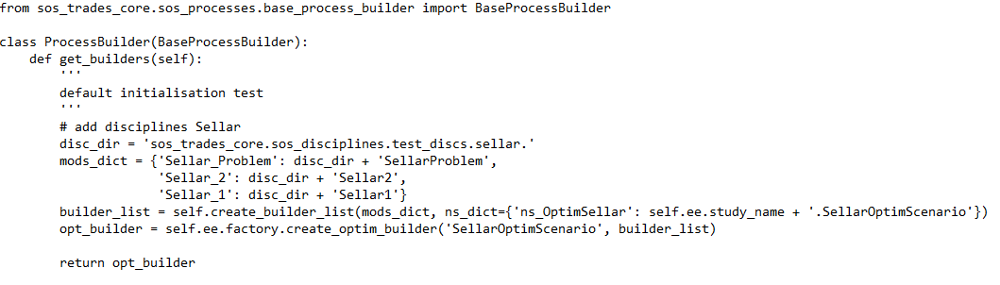 from sos_trades_core.sos_processes.base_process_builder import BaseProcessBuilder
class ProcessBuilder(BaseProcessBuilder):
    def get_builders(self):
        '''
        default initialisation test
        '''
        # add disciplines Sellar
        disc_dir = 'sos_trades_core.sos_disciplines.test_discs.sellar.'
        mods_dict = {'Sellar_Problem': disc_dir + 'SellarProblem',
                     'Sellar_2': disc_dir + 'Sellar2',
                     'Sellar_1': disc_dir + 'Sellar1'}
        builder_list = self.create_builder_list(mods_dict, ns_dict={'ns_OptimSellar': self.ee.study_name + '.SellarOptimScenario'})
        opt_builder = self.ee.factory.create_optim_builder('SellarOptimScenario', builder_list)
        return opt_builder